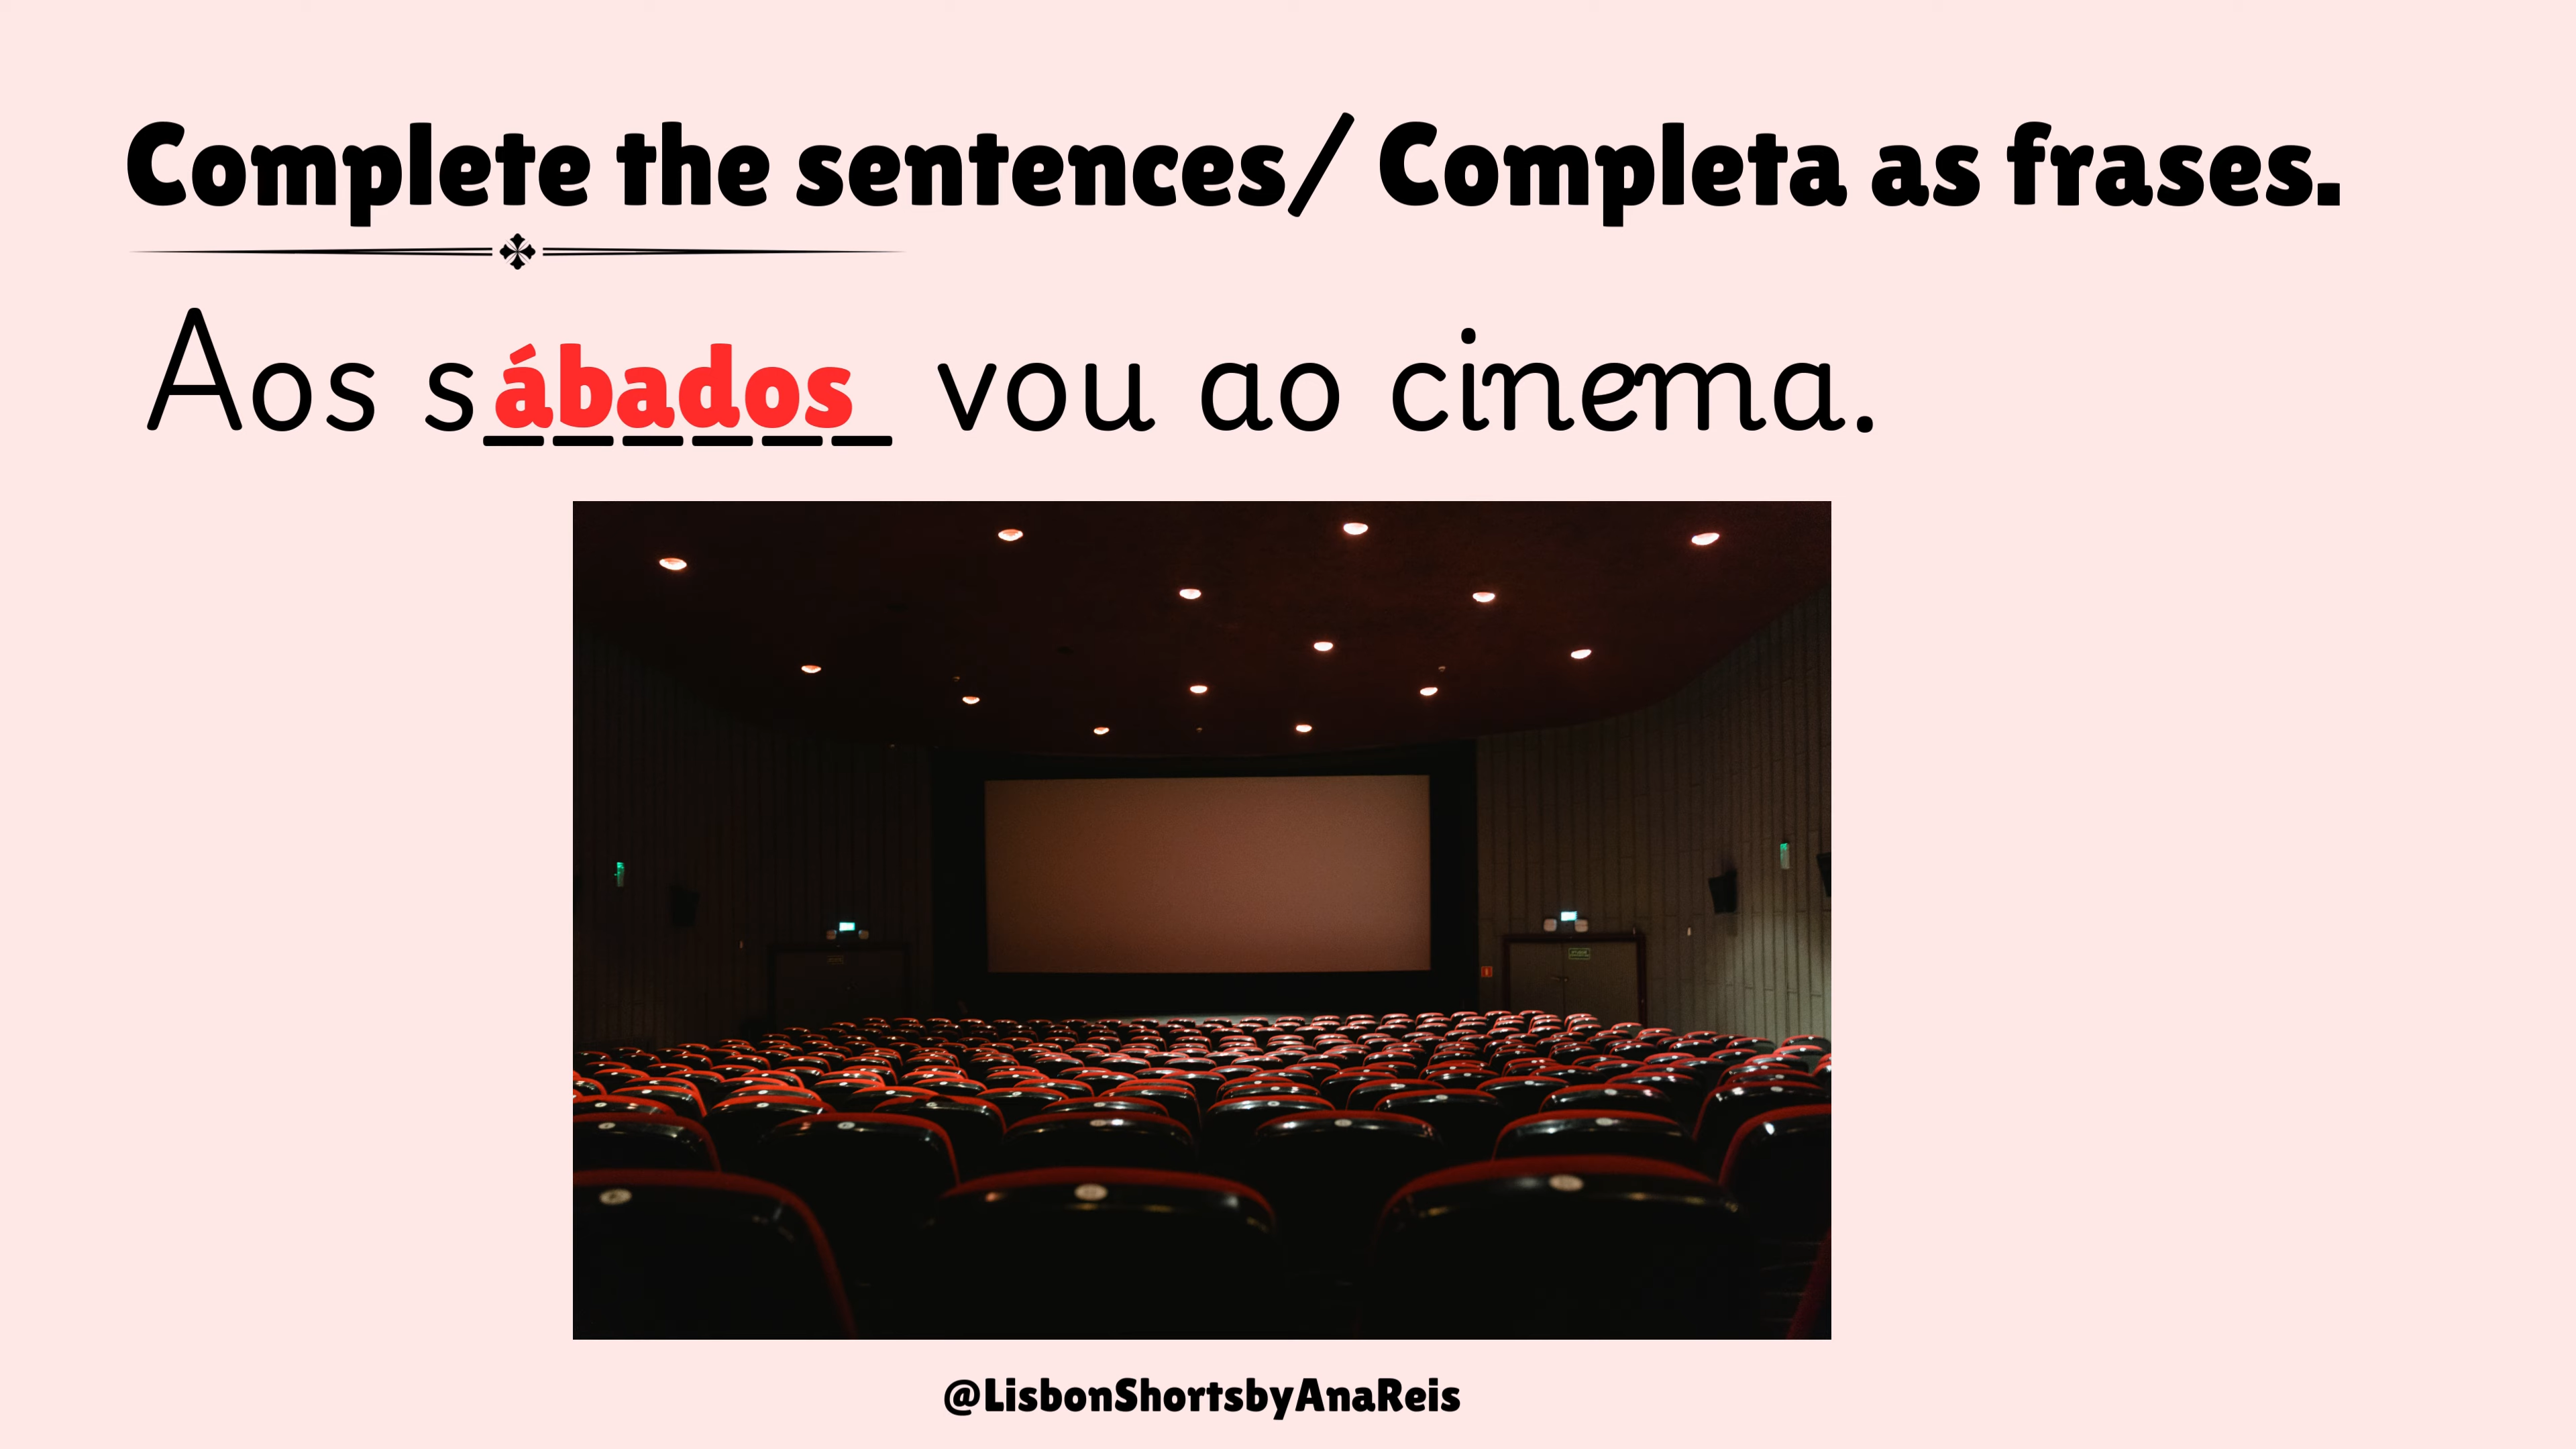 Complete the sentences/ Completa as frases.
Aos sábados vou ao cinema.
@LisbonShortsbyAnaReis